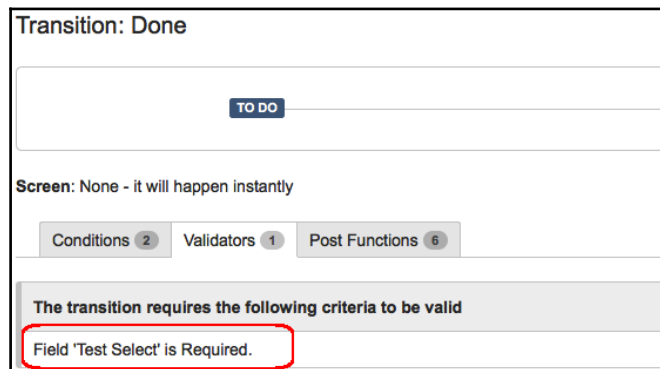 Transition: Done
TO DO
Screen: None - it will happen instantly
Conditions 2 Validators 1 Post Functions 6
The transition requires the following criteria to be valid
Field 'Test Select' is Required.